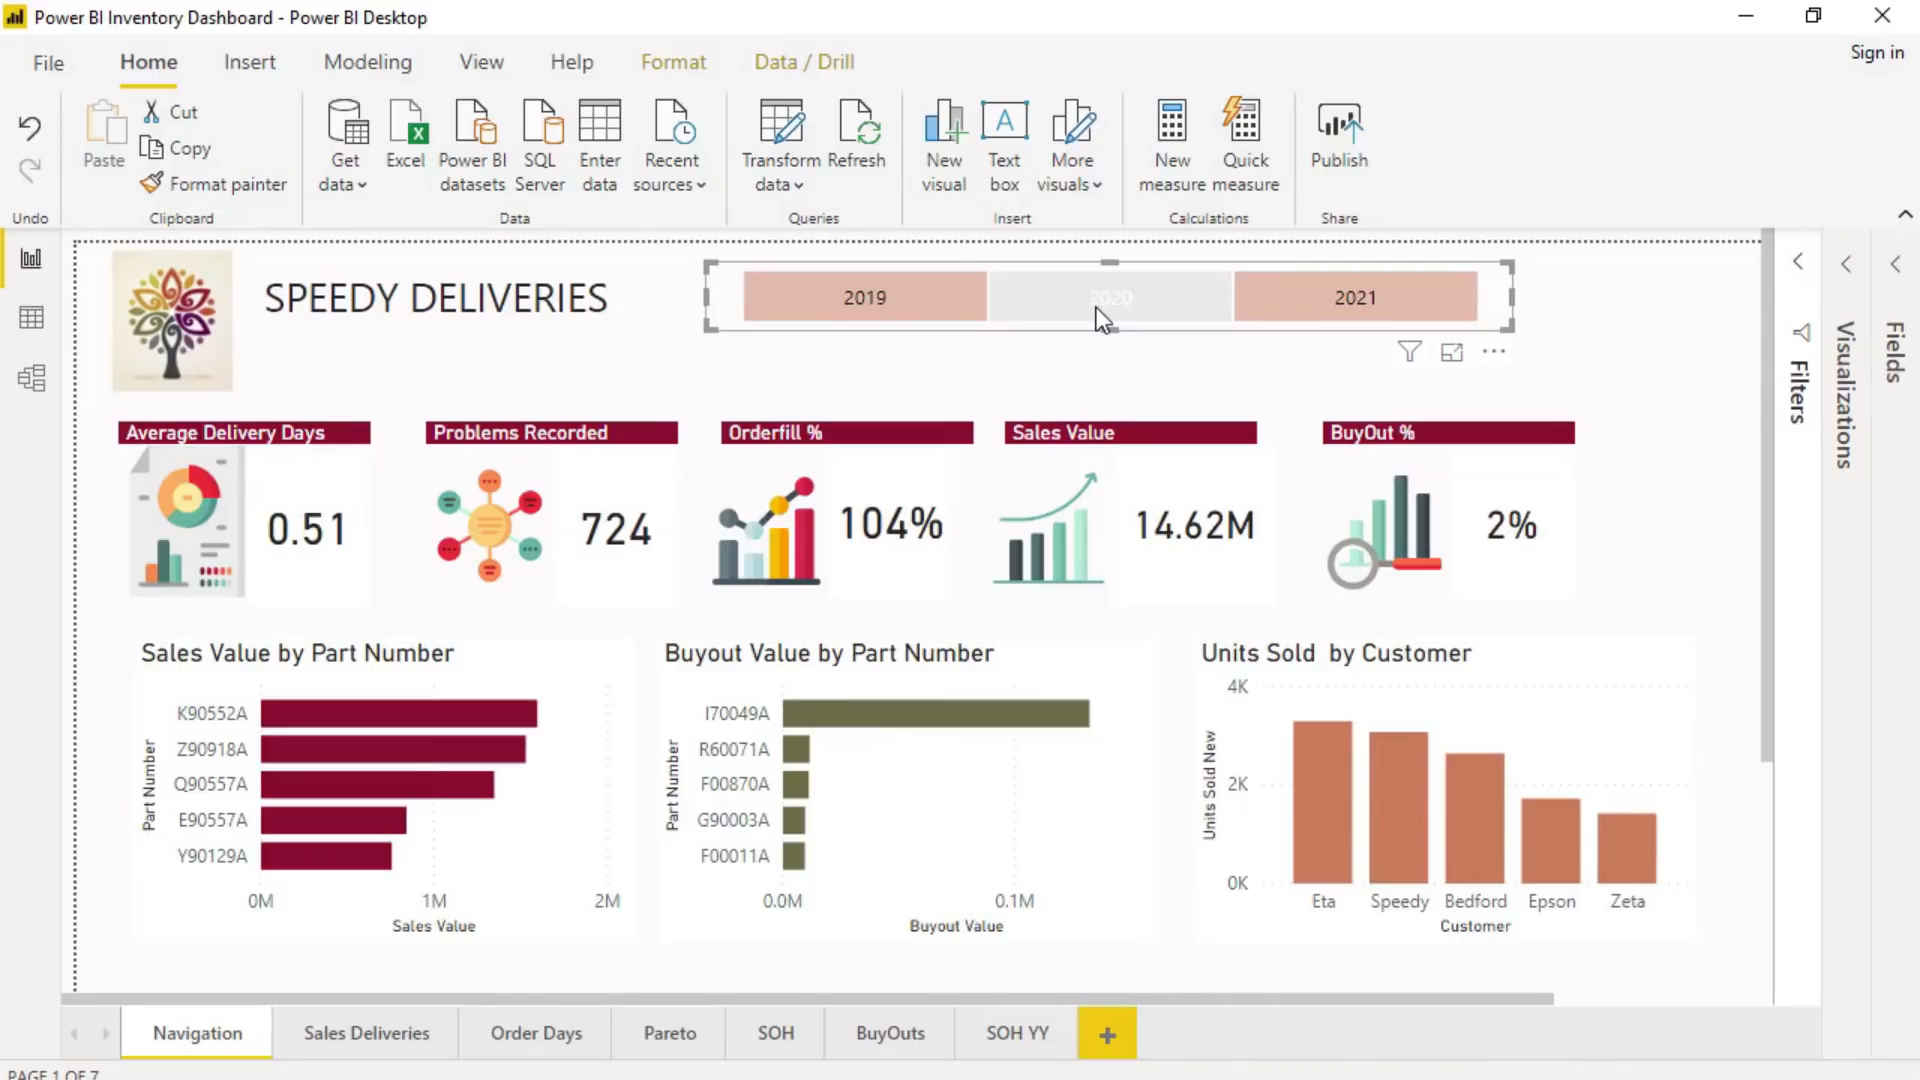 Power BI Inventory Dashboard - Power BI Desktop
Sign in
File Home Insert Modeling View Help Format Data / Drill
Paste
Cut
Copy
Format painter
Get data
Excel
Power BI datasets
SQL Server
Enter data
Recent sources
Transform data
Refresh
New visual
Text box
More visuals
New measure
Quick measure
Publish
Undo Clipboard Data Queries Insert Calculations Share
SPEEDY DELIVERIES
2019 2020 2021
Filters
Visualizations
Fields
Average Delivery Days
0.51
Problems Recorded
724
Orderfill %
104%
Sales Value
14.62M
BuyOut %
2%
Sales Value by Part Number
Part Number
K90552A
Z90918A
Q90557A
E90557A
Y90129A
0M 1M 2M
Sales Value
Buyout Value by Part Number
Part Number
I70049A
R60071A
F00870A
G90003A
F00011A
0.0M 0.1M
Buyout Value
Units Sold by Customer
Units Sold New
4K
2K
0K
Eta Speedy Bedford Epson Zeta
Customer
Navigation Sales Deliveries Order Days Pareto SOH BuyOuts SOH YY +
PAGE 1 OF 7